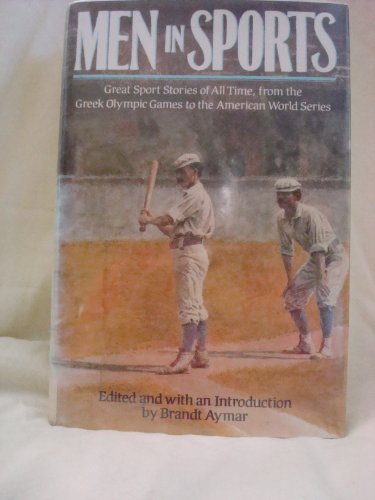 MEN IN SPORTS
Great Sport Stories of All Time, from the
Greek Olympic Games to the American World Series
Edited and with an Introduction
by Brandt Aymar